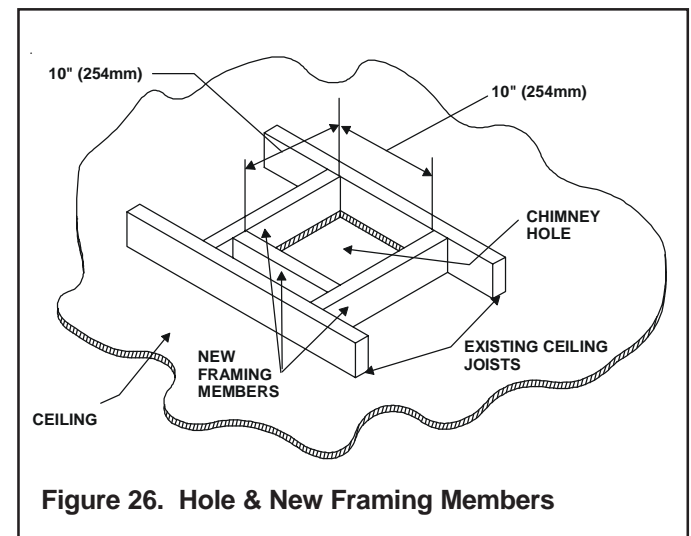 10" (254mm)
10" (254mm)
CHIMNEY
HOLE
EXISTING CEILING
JOISTS
NEW
FRAMING
MEMBERS
CEILING
Figure 26. Hole & New Framing Members